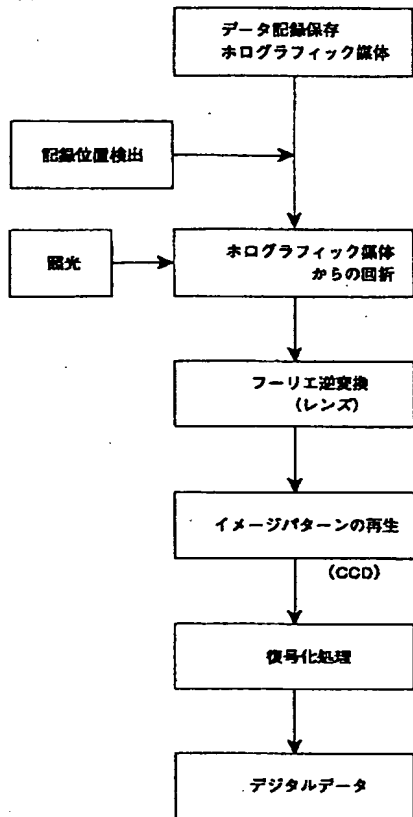 データ記録保存
ホログラフィック媒体
記録位置検出
照光
ホログラフィック媒体
からの回折
フーリエ逆変換
(レンズ)
イメージパターンの再生
(CCD)
復号化処理
デジタルデータ